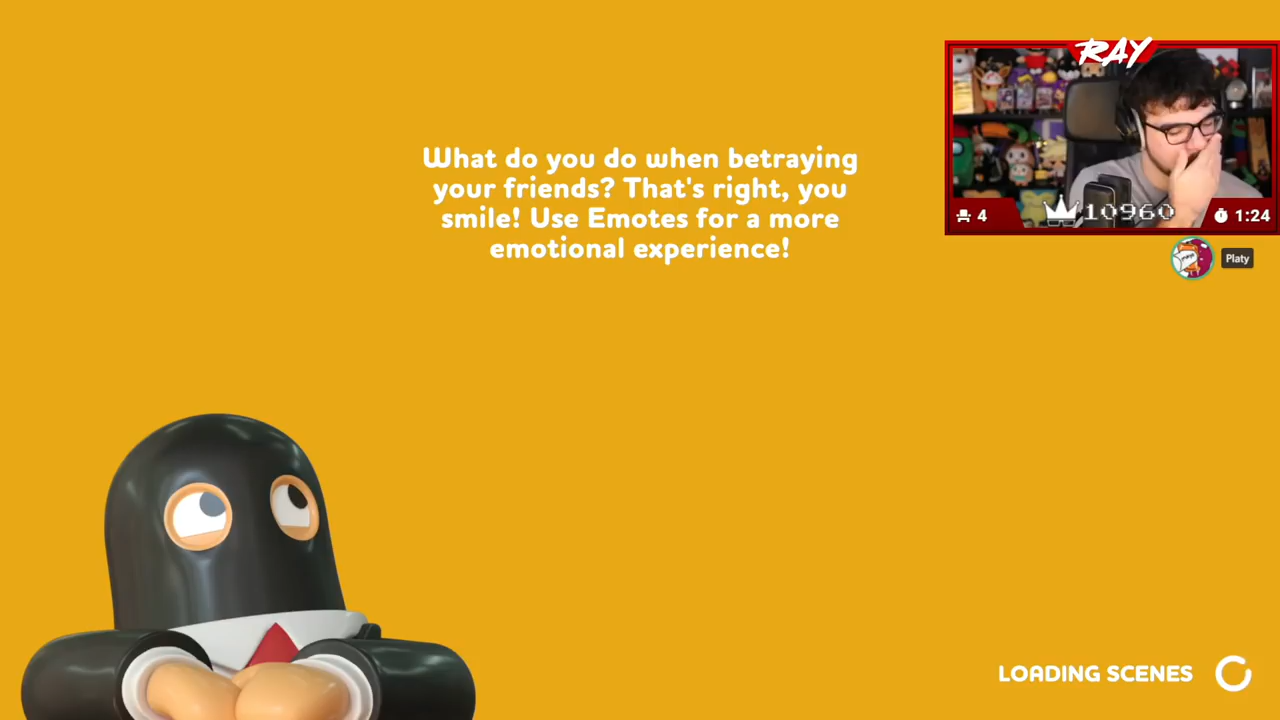 RAY
What do you do when betraying
your friends? That's right, you
smile! Use Emotes for a more
emotional experience!
4
10960
1:24
Platy
LOADING SCENES